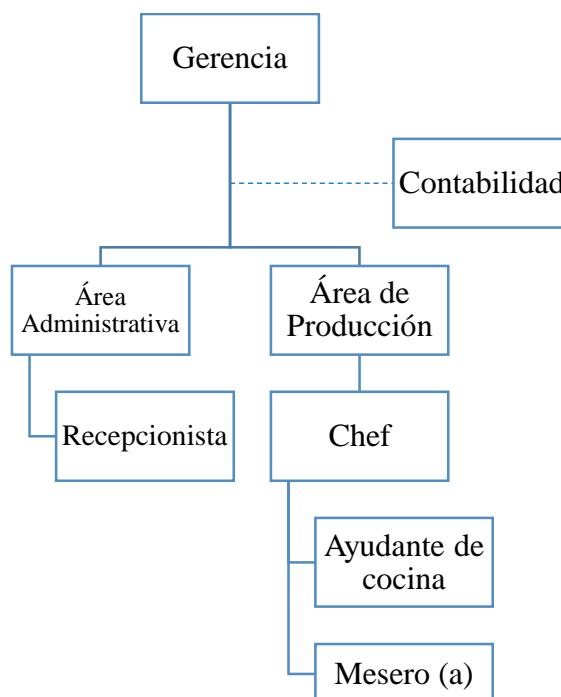 Gerencia
Contabilidad
Área
Administrativa
Área de
Producción
Recepcionista
Chef
Ayudante de
cocina
Mesero (a)